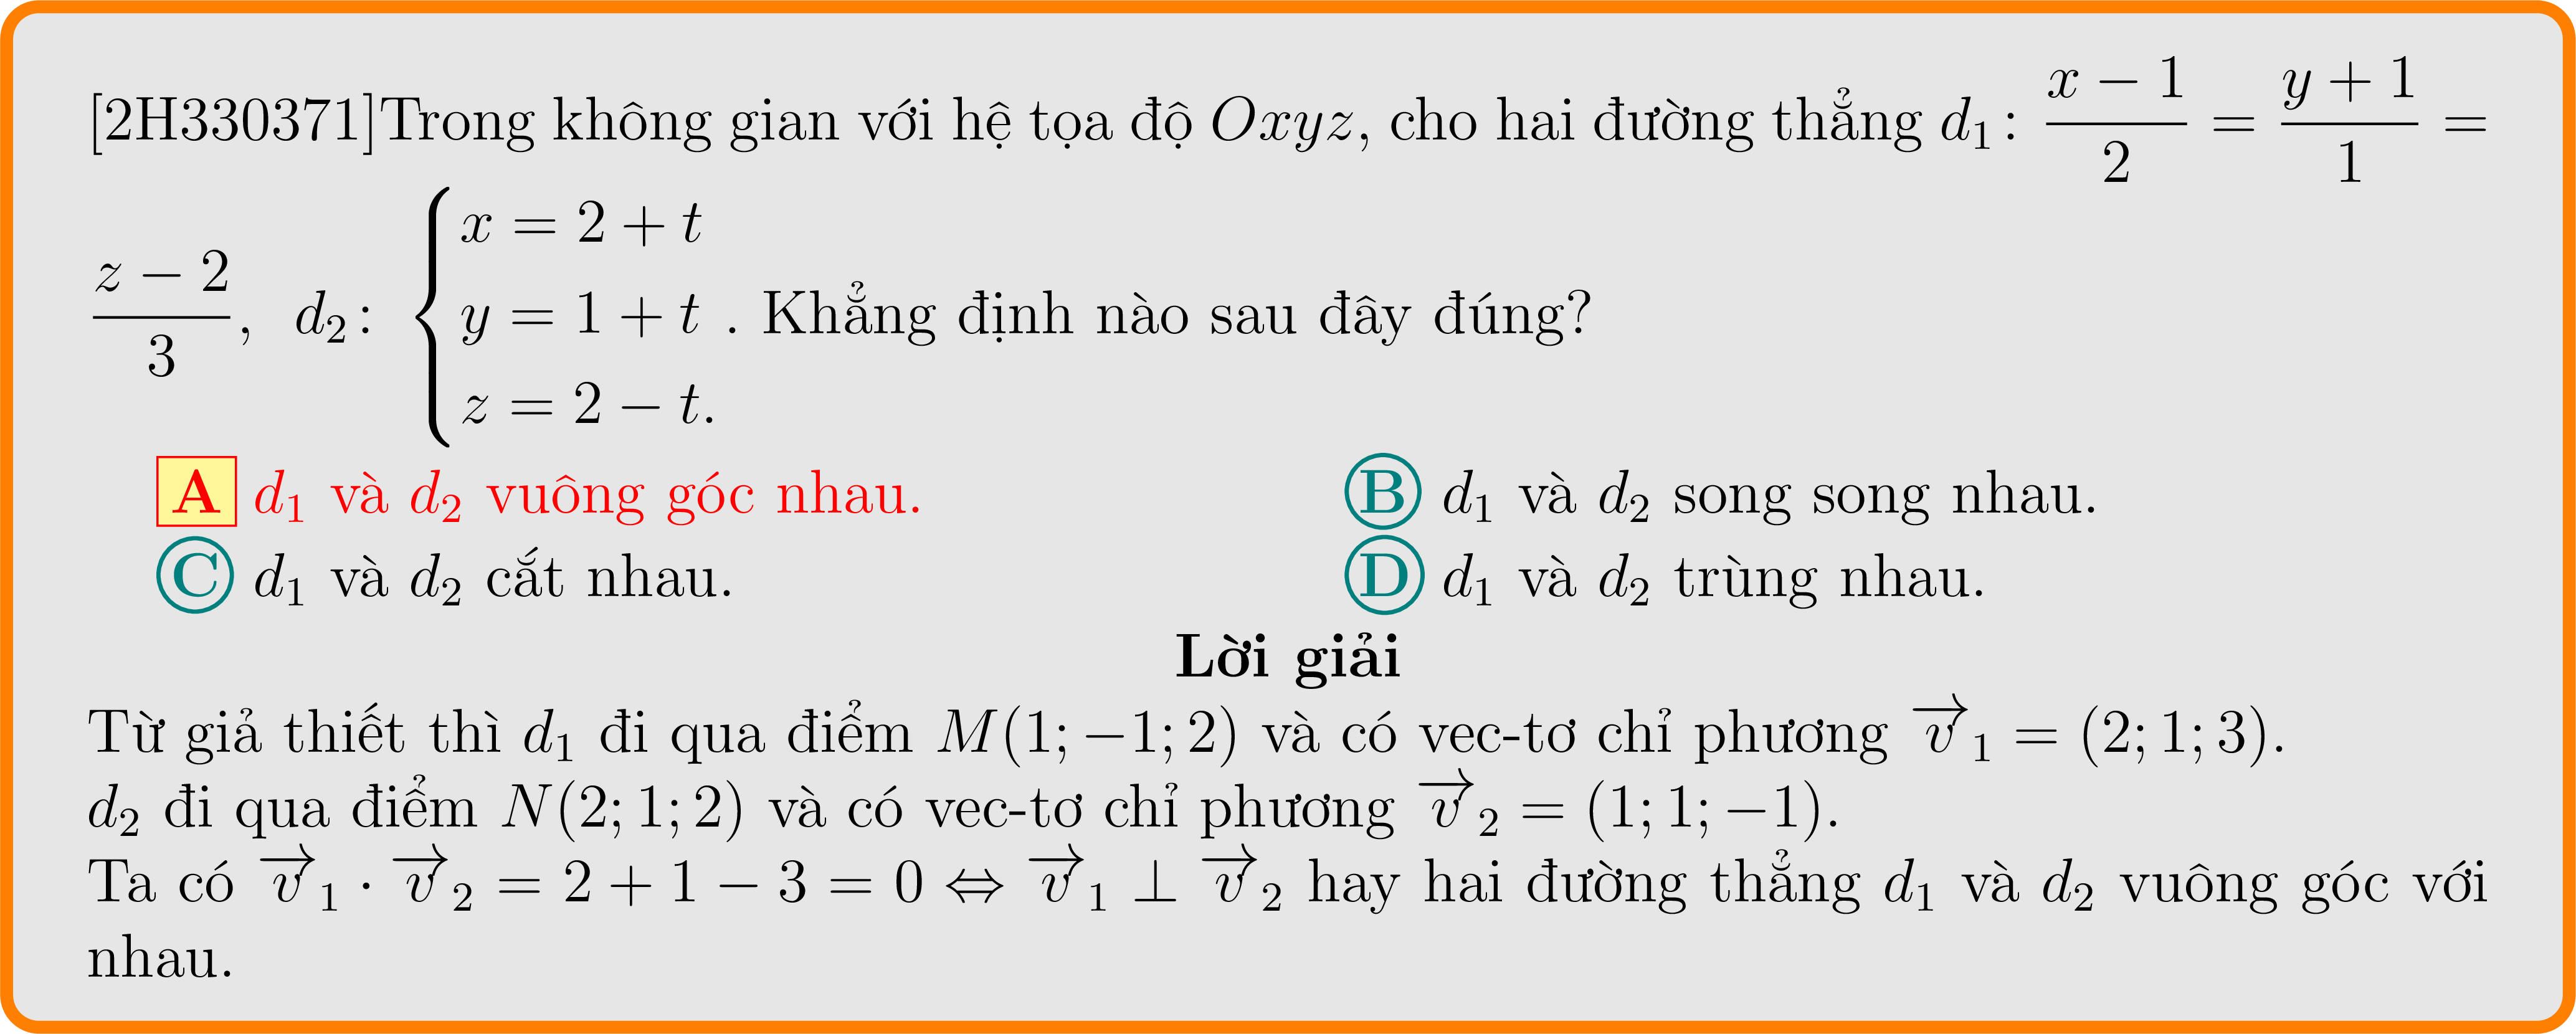 [2H330371]Trong không gian với hệ tọa độ $Oxyz$, cho hai đường thẳng $d_1\colon \dfrac{x-1}{2} = \dfrac{y+1}{1} =$
$\dfrac{z-2}{3}$, $d_2\colon \begin{cases} x = 2+t \\ y = 1+t \\ z = 2-t. \end{cases}$. Khẳng định nào sau đây đúng?
A $d_1$ và $d_2$ vuông góc nhau. B $d_1$ và $d_2$ song song nhau.
C $d_1$ và $d_2$ cắt nhau. D $d_1$ và $d_2$ trùng nhau.
Lời giải
Từ giả thiết thì $d_1$ đi qua điểm $M(1;-1;2)$ và có vec-tơ chỉ phương $\overrightarrow{v}_1 = (2;1;3)$.
$d_2$ đi qua điểm $N(2;1;2)$ và có vec-tơ chỉ phương $\overrightarrow{v}_2 = (1;1;-1)$.
Ta có $\overrightarrow{v}_1 \cdot \overrightarrow{v}_2 = 2+1-3 = 0 \Leftrightarrow \overrightarrow{v}_1 \perp \overrightarrow{v}_2$ hay hai đường thẳng $d_1$ và $d_2$ vuông góc với
nhau.